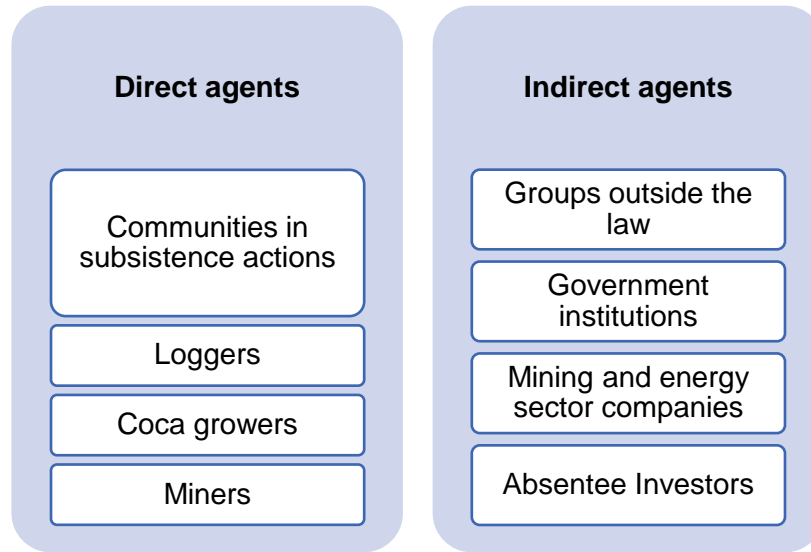 Direct agents
Communities in
subsistence actions
Loggers
Coca growers
Miners
Indirect agents
Groups outside the
law
Government
institutions
Mining and energy
sector companies
Absentee Investors